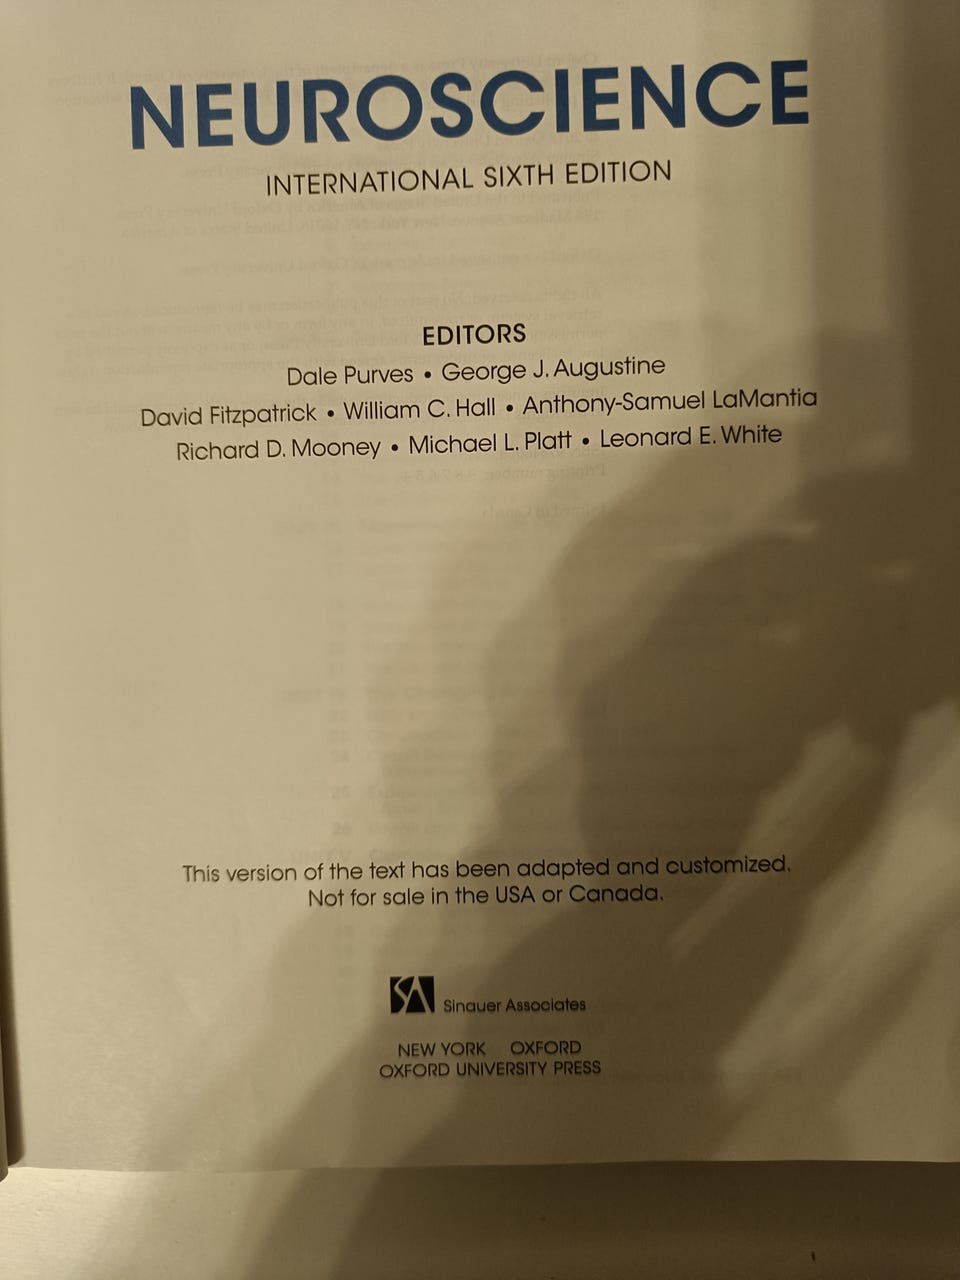 NEUROSCIENCE
INTERNATIONAL SIXTH EDITION
EDITORS
Dale Purves • George J. Augustine
David Fitzpatrick • William C. Hall • Anthony-Samuel LaMantia
Richard D. Mooney • Michael L. Platt • Leonard E. White
This version of the text has been adapted and customized.
Not for sale in the USA or Canada.
SA Sinauer Associates
NEW YORK OXFORD
OXFORD UNIVERSITY PRESS